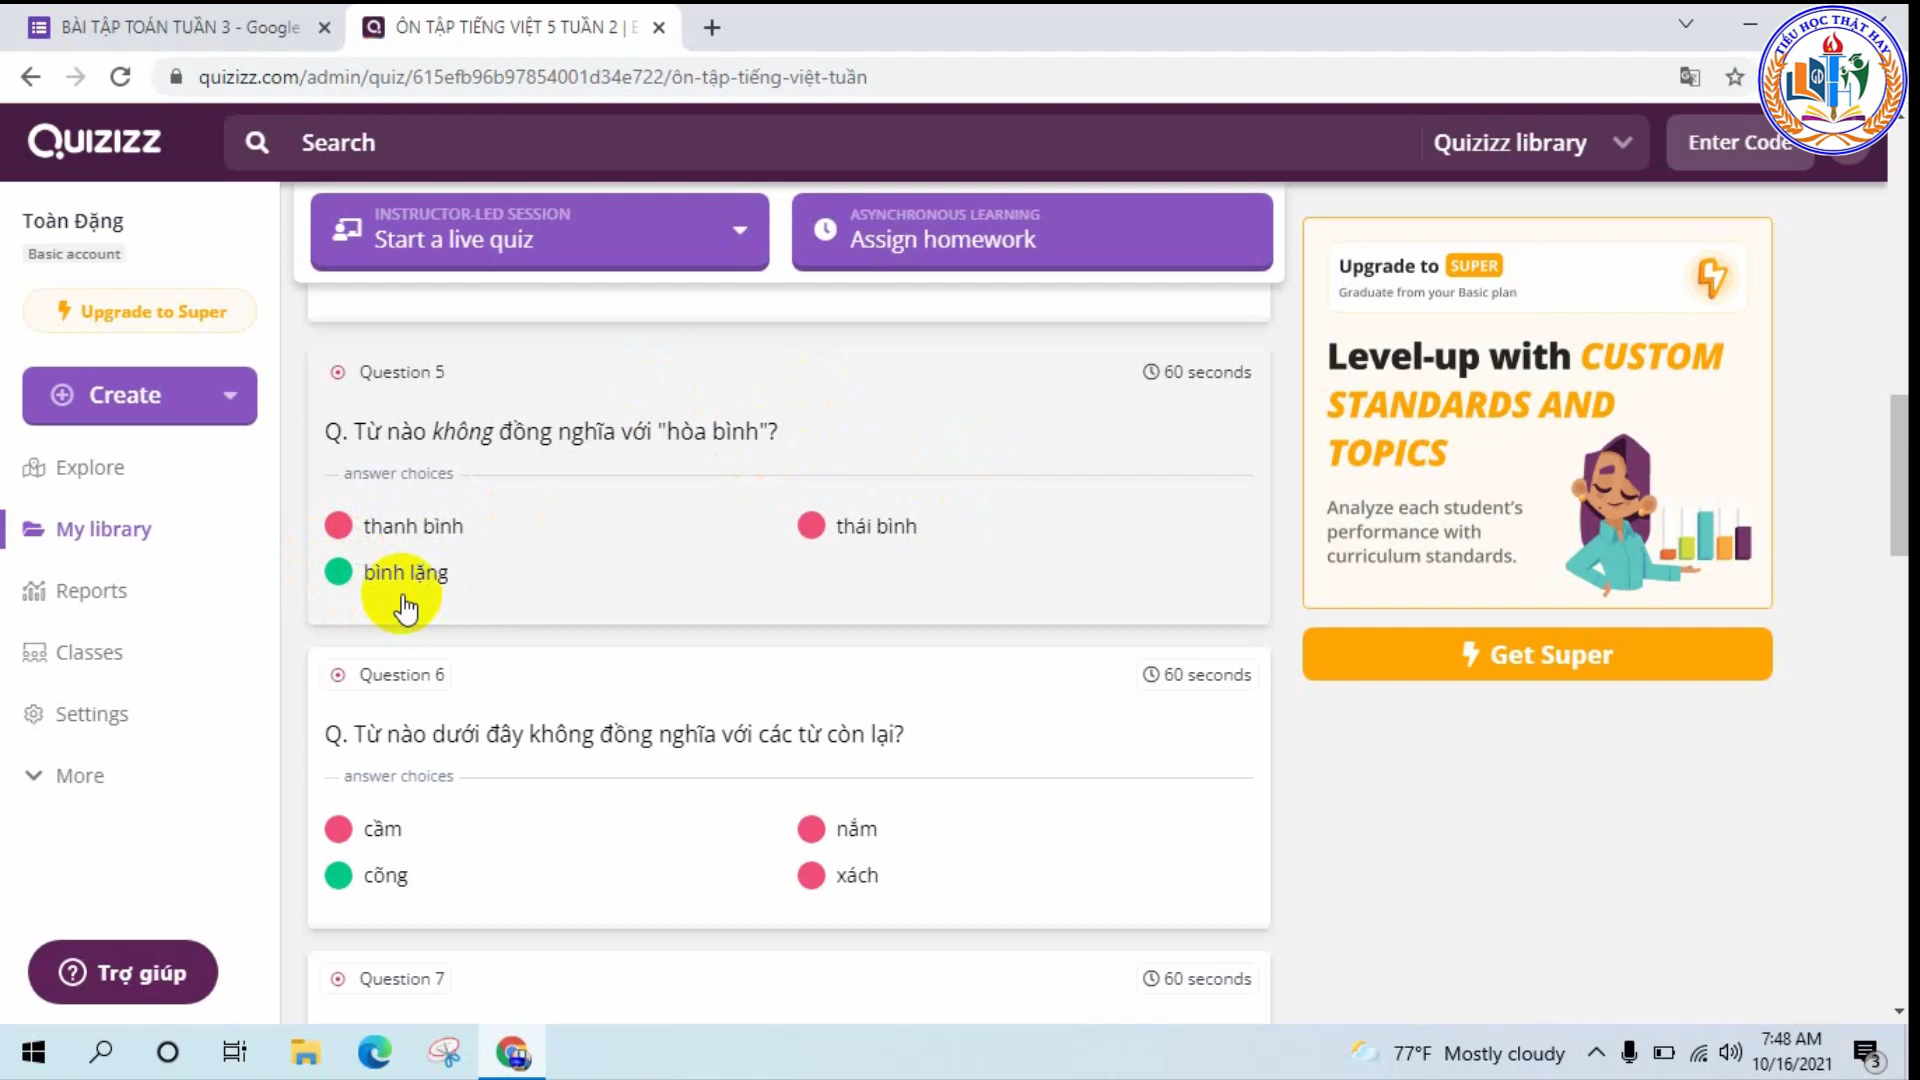 BÀI TẬP TOÁN TUẦN 3 - Google
ÔN TẬP TIẾNG VIỆT 5 TUẦN 2 |
quizizz.com/admin/quiz/615efb96b97854001d34e722/ôn-tập-tiếng-việt-tuần
TIỂU HỌC THẬT HAY
GD
QUIZIZZ
Search
Quizizz library
Enter Code
Toàn Đặng
Basic account
Upgrade to Super
Create
Explore
My library
Reports
Classes
Settings
More
Trợ giúp
INSTRUCTOR-LED SESSION
Start a live quiz
ASYNCHRONOUS LEARNING
Assign homework
Question 5
60 seconds
Q. Từ nào không đồng nghĩa với "hòa bình"?
answer choices
thanh bình
thái bình
bình lặng
Question 6
60 seconds
Q. Từ nào dưới đây không đồng nghĩa với các từ còn lại?
answer choices
cầm
nắm
cõng
xách
Question 7
60 seconds
Upgrade to SUPER
Graduate from your Basic plan
Level-up with CUSTOM
STANDARDS AND
TOPICS
Analyze each student's
performance with
curriculum standards.
Get Super
77°F Mostly cloudy
7:48 AM
10/16/2021
3